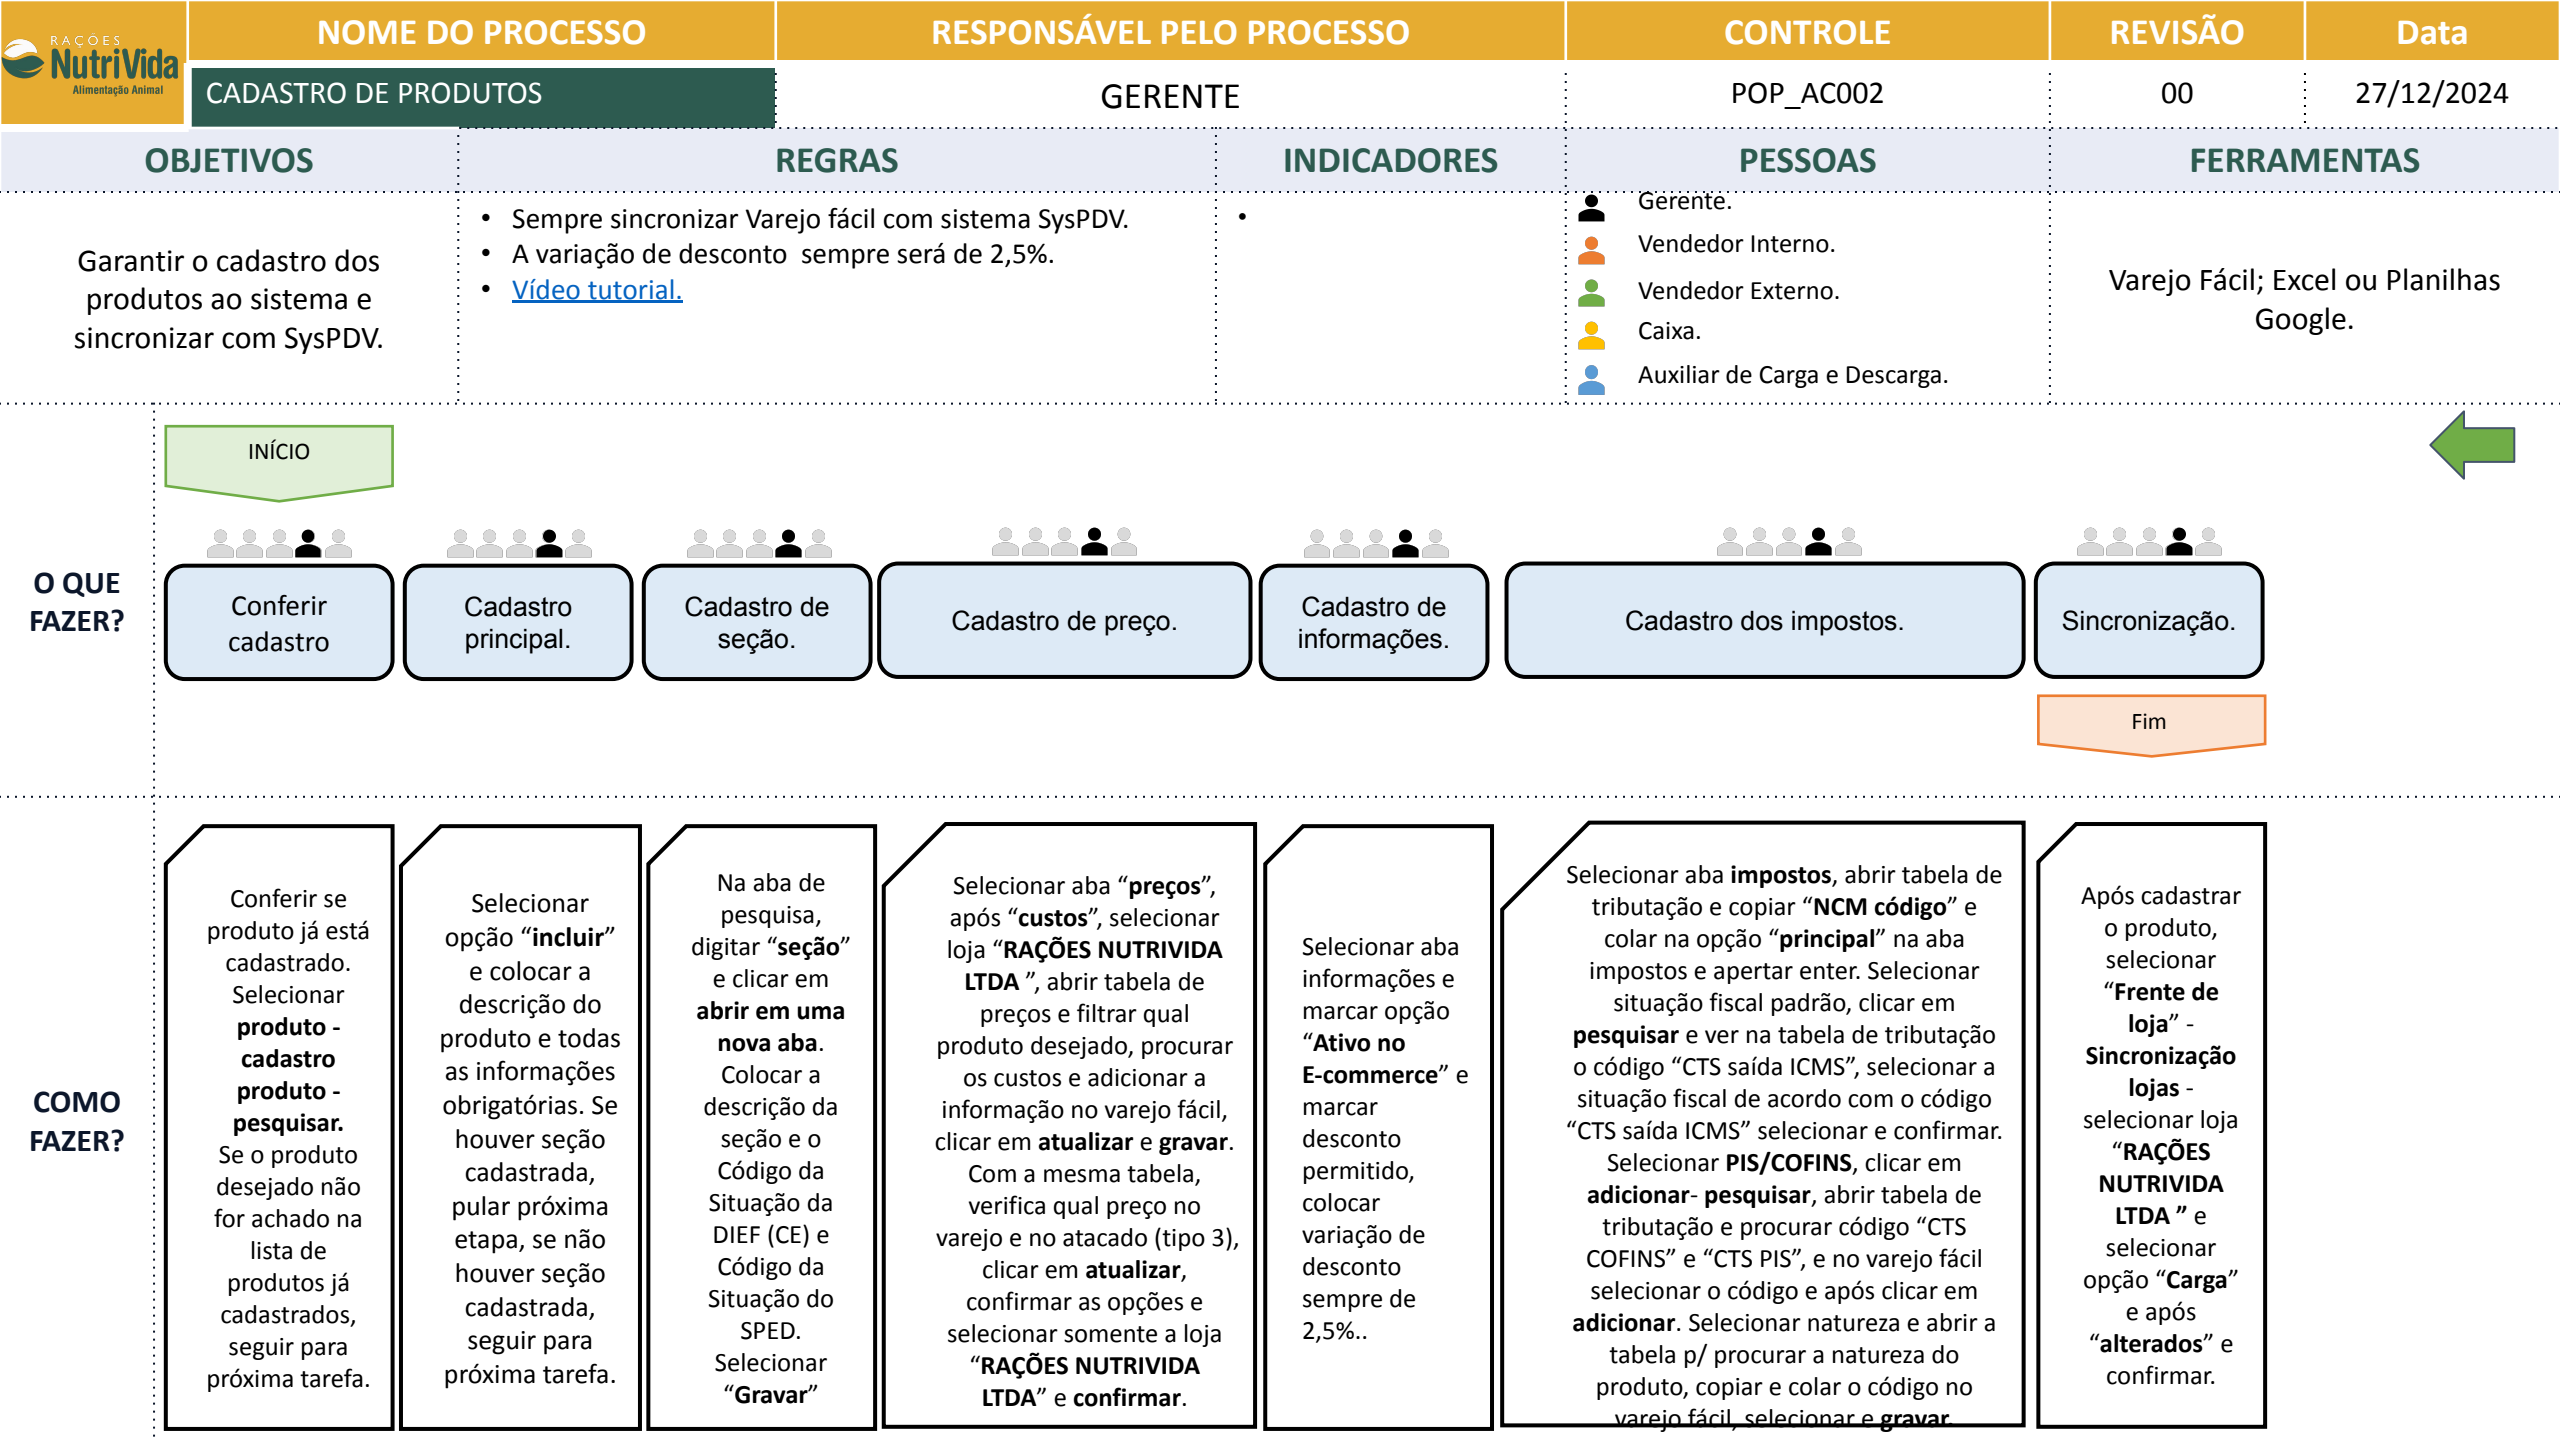 RAÇÕES
NutriVida
Alimentação Animal
NOME DO PROCESSO
RESPONSÁVEL PELO PROCESSO
CONTROLE
REVISÃO
Data
CADASTRO DE PRODUTOS
GERENTE
POP_AC002
00
27/12/2024
OBJETIVOS
REGRAS
INDICADORES
PESSOAS
FERRAMENTAS
Garantir o cadastro dos
produtos ao sistema e
sincronizar com SysPDV.
• Sempre sincronizar Varejo fácil com sistema SysPDV.
• A variação de desconto  sempre será de 2,5%.
• Vídeo tutorial.
•
Gerente.
Vendedor Interno.
Vendedor Externo.
Caixa.
Auxiliar de Carga e Descarga.
Varejo Fácil; Excel ou Planilhas
Google.
INÍCIO
O QUE
FAZER?
Conferir
cadastro
Cadastro
principal.
Cadastro de
seção.
Cadastro de preço.
Cadastro de
informações.
Cadastro dos impostos.
Sincronização.
Fim
COMO
FAZER?
Conferir se
produto já está
cadastrado.
Selecionar
produto -
cadastro
produto -
pesquisar.
Se o produto
desejado não
for achado na
lista de
produtos já
cadastrados,
seguir para
próxima tarefa.
Selecionar
opção “incluir”
e colocar a
descrição do
produto e todas
as informações
obrigatórias. Se
houver seção
cadastrada,
pular próxima
etapa, se não
houver seção
cadastrada,
seguir para
próxima tarefa.
Na aba de
pesquisa,
digitar “seção”
e clicar em
abrir em uma
nova aba.
Colocar a
descrição da
seção e o
Código da
Situação da
DIEF (CE) e
Código da
Situação do
SPED.
Selecionar
“Gravar”
Selecionar aba “preços”,
após “custos”, selecionar
loja “RAÇÕES NUTRIVIDA
LTDA ”, abrir tabela de
preços e filtrar qual
produto desejado, procurar
os custos e adicionar a
informação no varejo fácil,
clicar em atualizar e gravar.
Com a mesma tabela,
verifica qual preço no
varejo e no atacado (tipo 3),
clicar em atualizar,
confirmar as opções e
selecionar somente a loja
“RAÇÕES NUTRIVIDA
LTDA” e confirmar.
Selecionar aba
informações e
marcar opção
“Ativo no
E-commerce” e
marcar
desconto
permitido,
colocar
variação de
desconto
sempre de
2,5%..
Selecionar aba impostos, abrir tabela de
tributação e copiar “NCM código” e
colar na opção “principal” na aba
impostos e apertar enter. Selecionar
situação fiscal padrão, clicar em
pesquisar e ver na tabela de tributação
o código “CTS saída ICMS”, selecionar a
situação fiscal de acordo com o código
“CTS saída ICMS” selecionar e confirmar.
Selecionar PIS/COFINS, clicar em
adicionar- pesquisar, abrir tabela de
tributação e procurar código “CTS
COFINS” e “CTS PIS”, e no varejo fácil
selecionar o código e após clicar em
adicionar. Selecionar natureza e abrir a
tabela p/ procurar a natureza do
produto, copiar e colar o código no
varejo fácil, selecionar e gravar.
Após cadastrar
o produto,
selecionar
“Frente de
loja” -
Sincronização
lojas -
selecionar loja
“RAÇÕES
NUTRIVIDA
LTDA ” e
selecionar
opção “Carga”
e após
“alterados” e
confirmar.